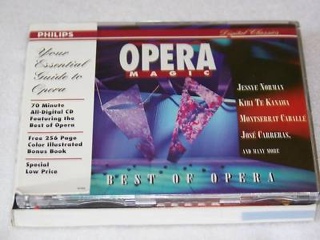 PHILIPS
Digital Classics
Your
Essential
Guide to
Opera
70 Minute
All-Digital CD
Featuring the
Best of Opera
Free 256 Page
Color Illustrated
Bonus Book
Special
Low Price
OPERA
MAGIC
JESSYE NORMAN
KIRI TE KANAWA
MONTSERRAT CABALLÉ
JOSÉ CARRERAS,
AND MANY MORE
BEST OF OPERA